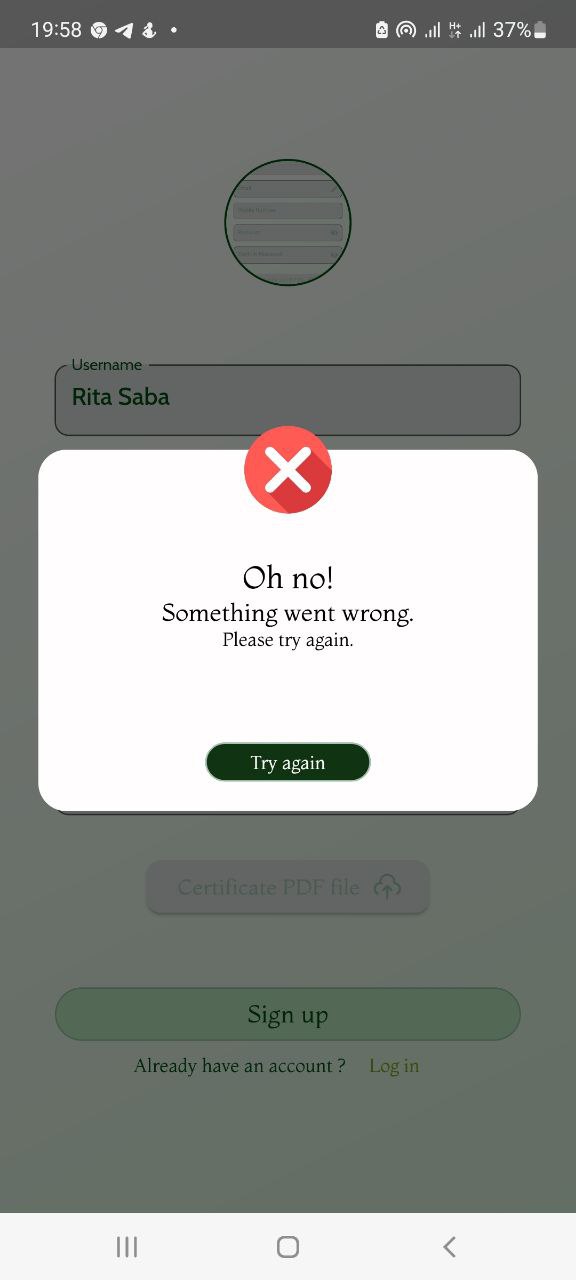 19:58 37%
Username
Rita Saba
Oh no!
Something went wrong.
Please try again.
Try again
Certificate PDF file
Sign up
Already have an account ? Log in